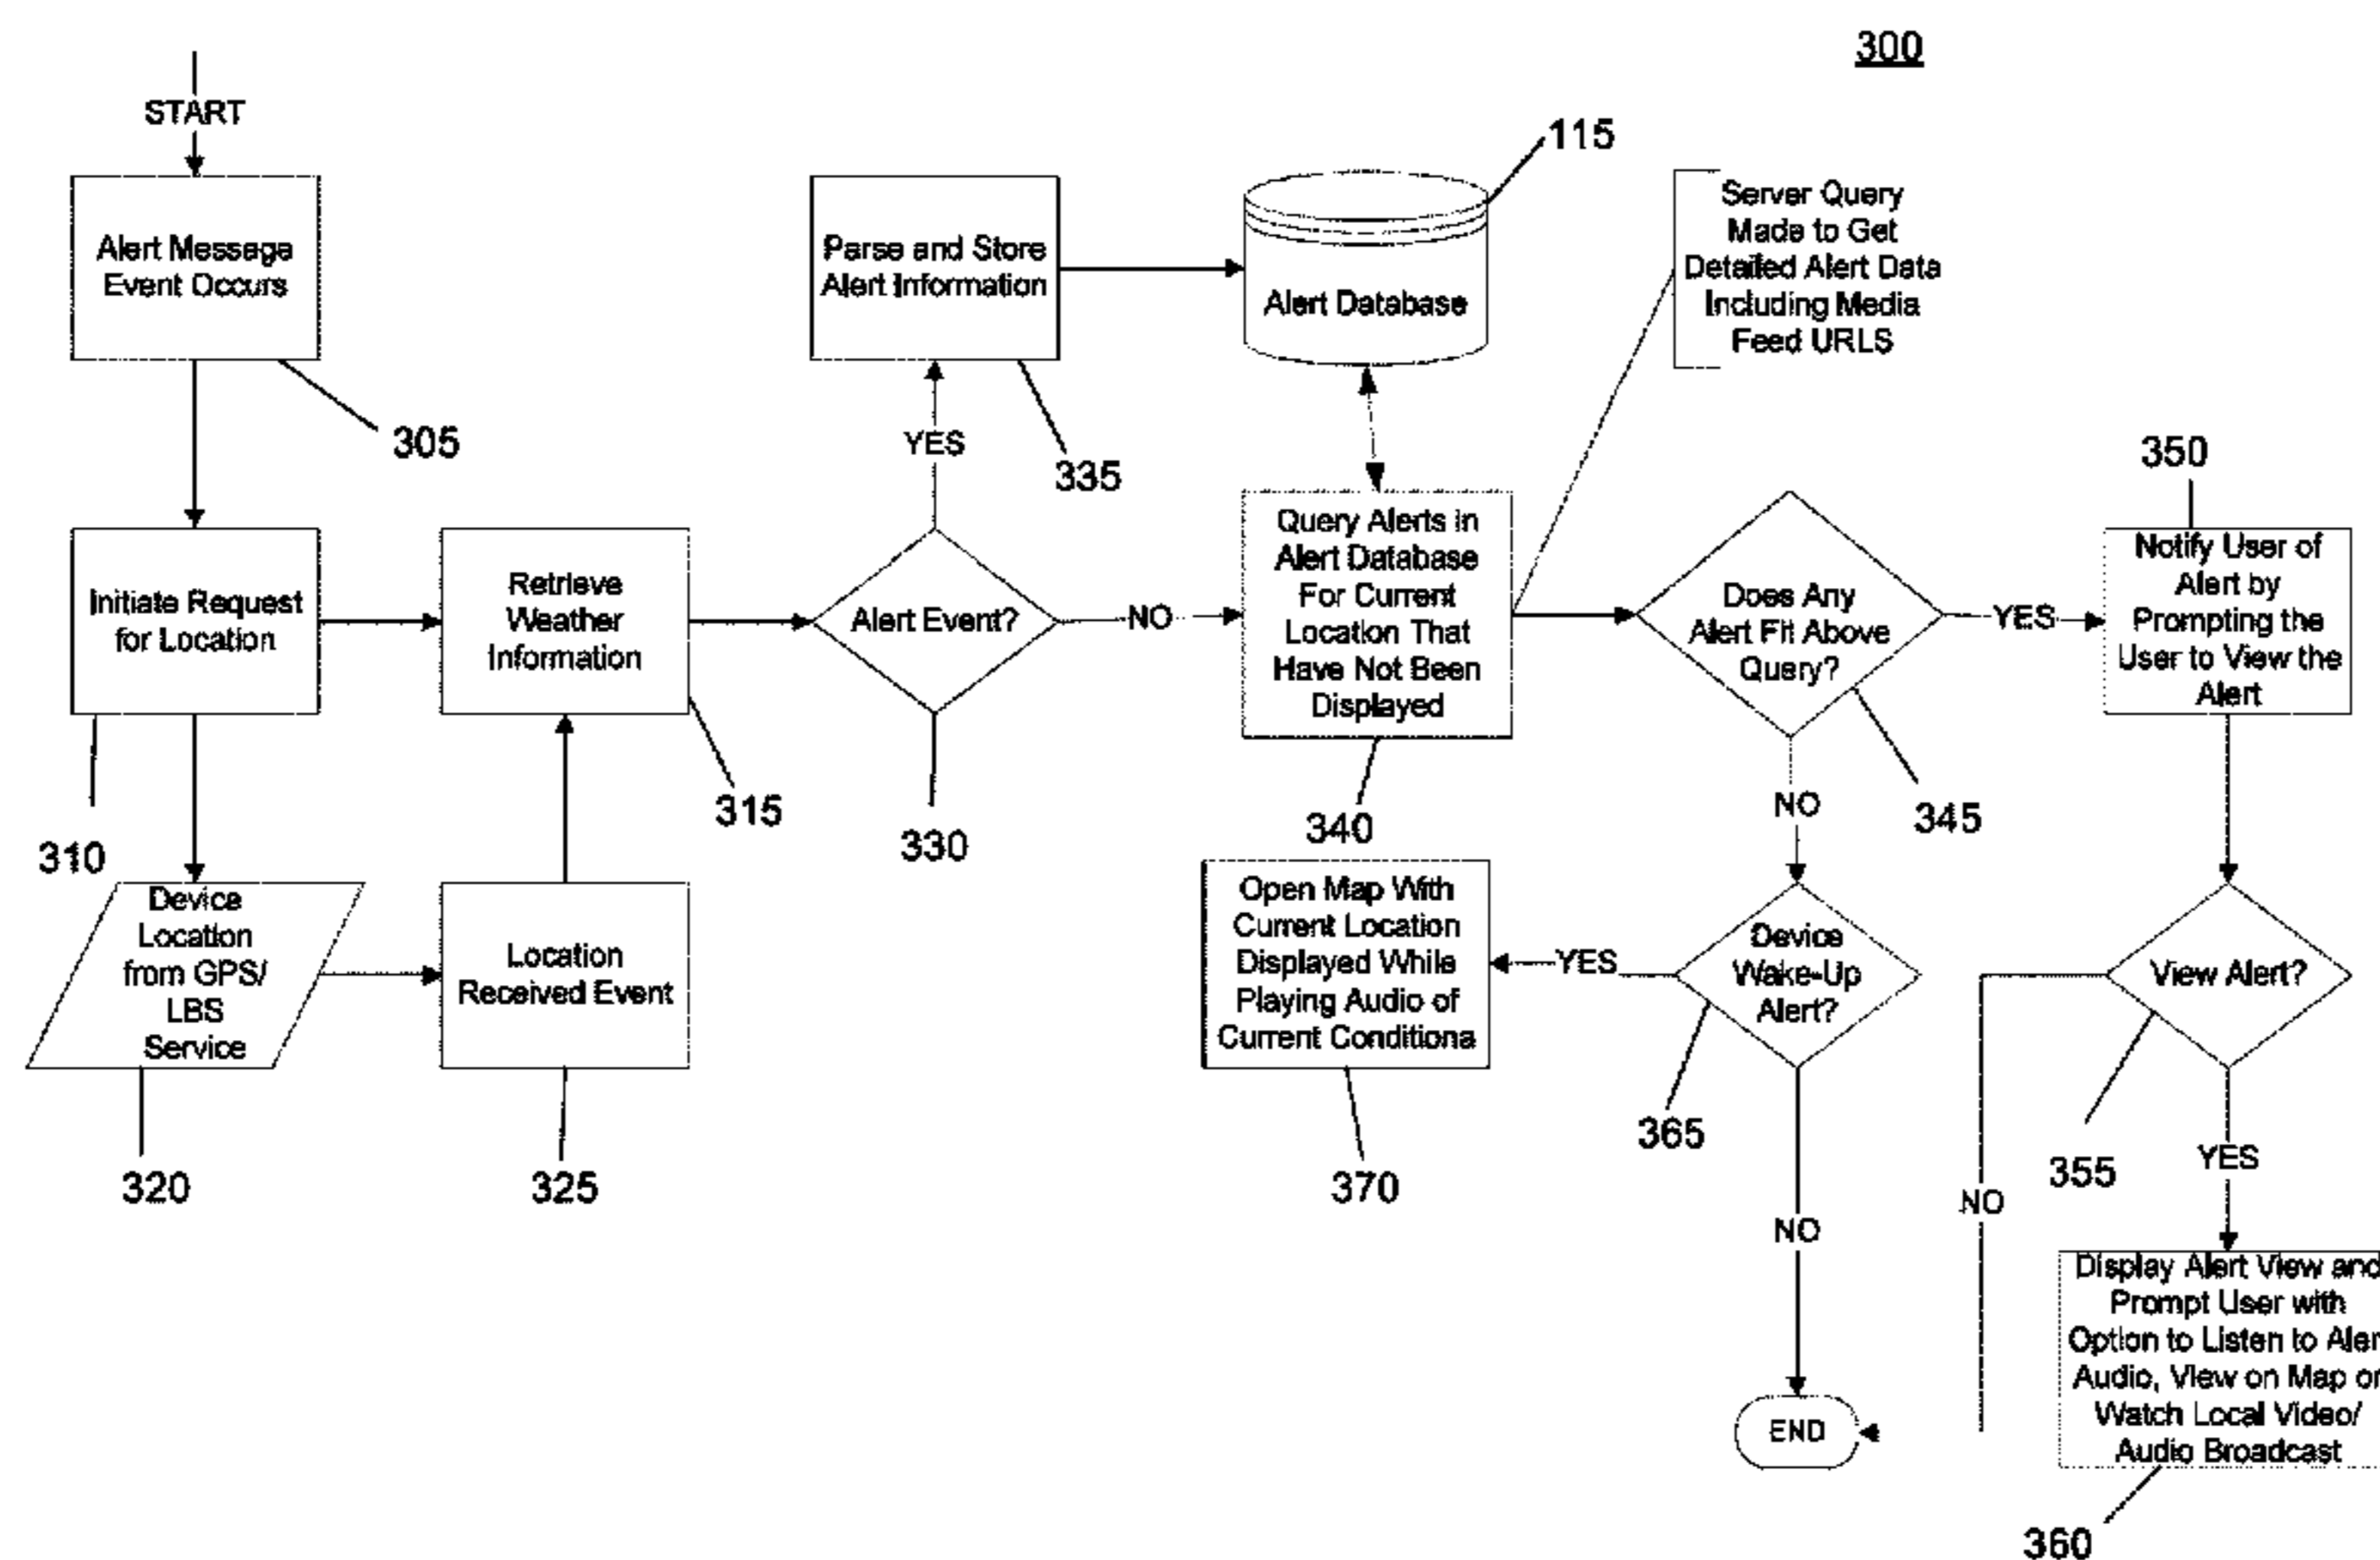 300
START
Alert Message
Event Occurs
305
Initiate Request
for Location
310
Device
Location
from GPS/
LBS
Service
320
Location
Received Event
325
Retrieve
Weather
Information
315
Alert Event?
330
YES
Parse and Store
Alert Information
335
Alert Database
115
NO
Query Alerts in
Alert Database
For Current
Location That
Have Not Been
Displayed
340
Server Query
Made to Get
Detailed Alert Data
Including Media
Feed URLS
Does Any
Alert Fit Above
Query?
345
YES
350
Notify User of
Alert by
Prompting the
User to View the
Alert
NO
Device
Wake-Up
Alert?
365
YES
Open Map With
Current Location
Displayed While
Playing Audio of
Current Conditiona
370
NO
END
View Alert?
355
NO
YES
Display Alert View and
Prompt User with
Option to Listen to Aler
Audio, View on Map or
Watch Local Video/
Audio Broadcast
360